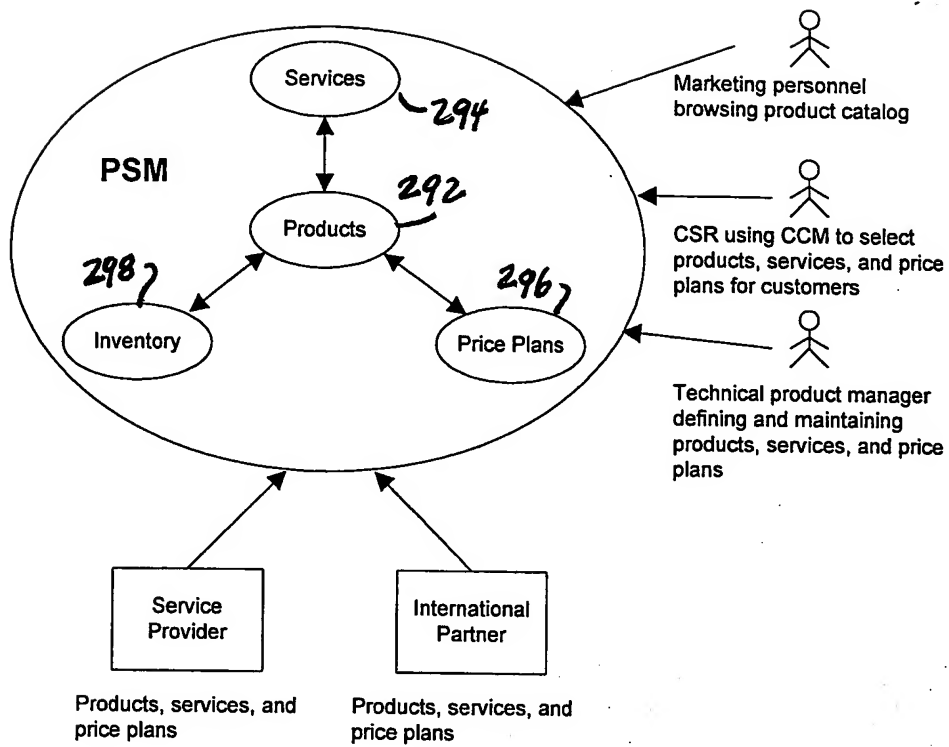 Services
294
PSM
292
Products
298
296
Inventory
Price Plans
Marketing personnel
browsing product catalog
CSR using CCM to select
products, services, and price
plans for customers
Technical product manager
defining and maintaining
products, services, and price
plans
Service
Provider
International
Partner
Products, services, and
price plans
Products, services, and
price plans